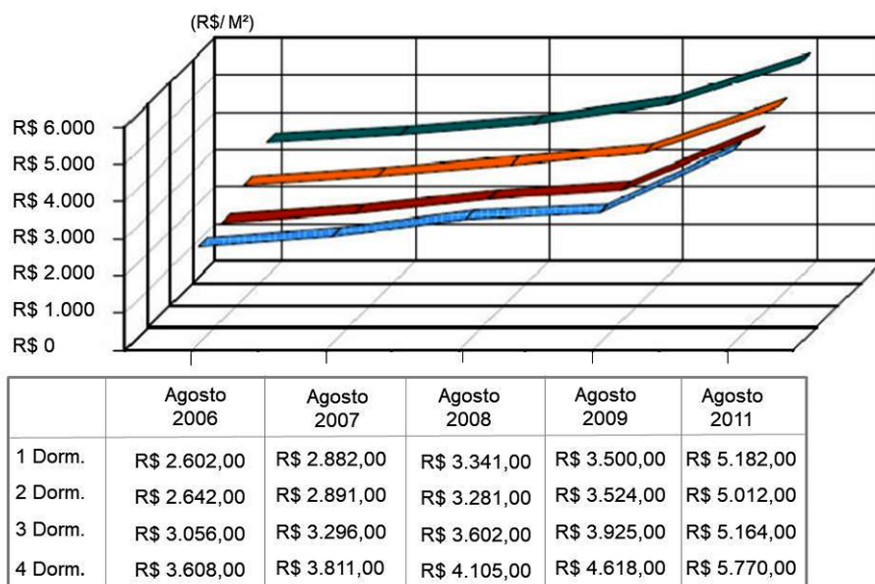 (R$/ M²)
R$ 6.000
R$ 5.000
R$ 4.000
R$ 3.000
R$ 2.000
R$ 1.000
R$ 0
Agosto 2006 Agosto 2007 Agosto 2008 Agosto 2009 Agosto 2011
1 Dorm. R$ 2.602,00 R$ 2.882,00 R$ 3.341,00 R$ 3.500,00 R$ 5.182,00
2 Dorm. R$ 2.642,00 R$ 2.891,00 R$ 3.281,00 R$ 3.524,00 R$ 5.012,00
3 Dorm. R$ 3.056,00 R$ 3.296,00 R$ 3.602,00 R$ 3.925,00 R$ 5.164,00
4 Dorm. R$ 3.608,00 R$ 3.811,00 R$ 4.105,00 R$ 4.618,00 R$ 5.770,00